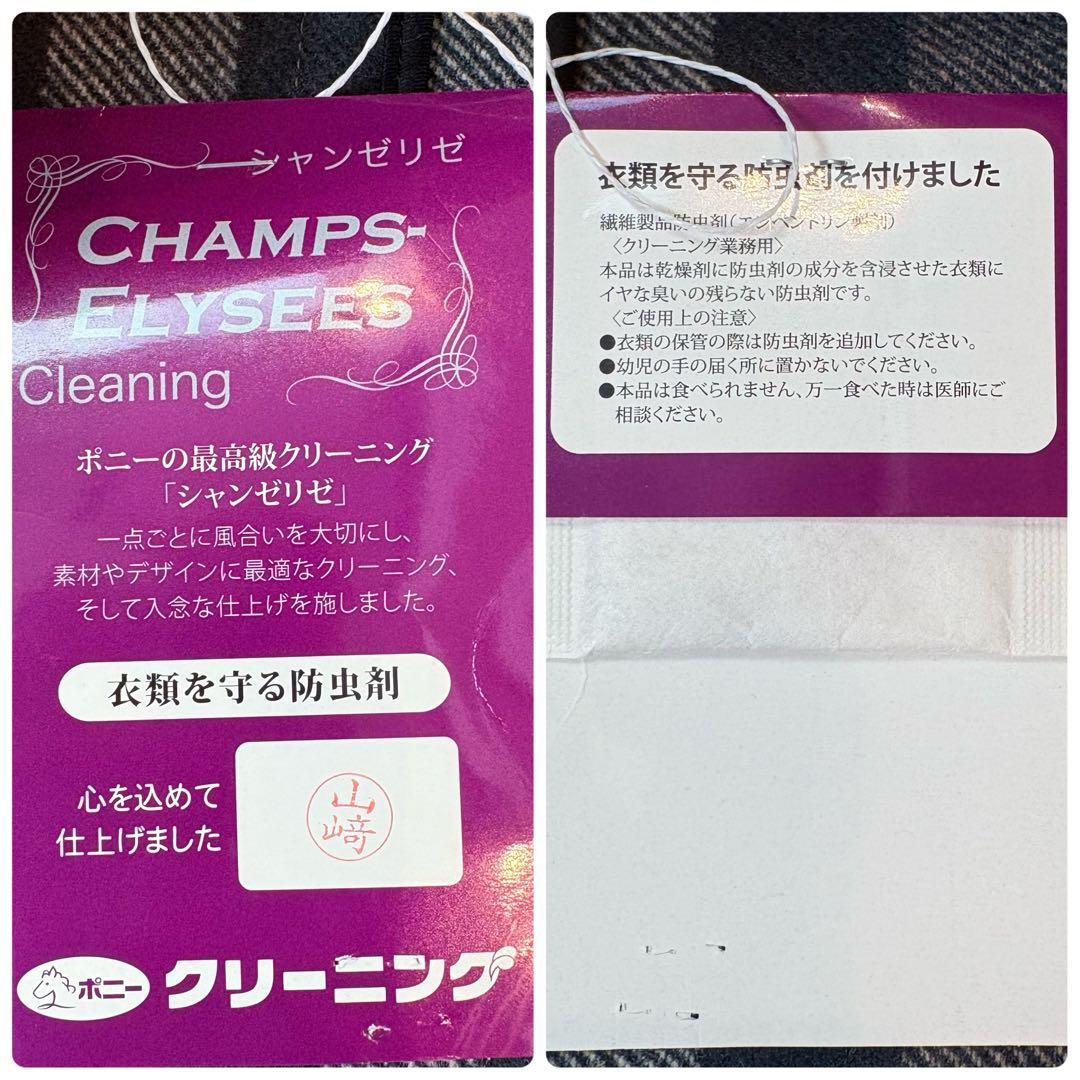 シャンゼリゼ
CHAMPS-
ELYSEES
Cleaning
ポニーの最高級クリーニング
「シャンゼリゼ」
一点ごとに風合いを大切にし、
素材やデザインに最適なクリーニング、
そして入念な仕上げを施しました。
衣類を守る防虫剤
心を込めて
仕上げました
山
﨑
ポニー クリーニング
衣類を守る防虫剤を付けました
繊維製品防虫剤(エンペントリン製剤)
〈クリーニング業務用〉
本品は乾燥剤に防虫剤の成分を含浸させた衣類に
イヤな臭いの残らない防虫剤です。
〈ご使用上の注意〉
●衣類の保管の際は防虫剤を追加してください。
●幼児の手の届く所に置かないでください。
●本品は食べられません、万一食べた時は医師にご
相談ください。